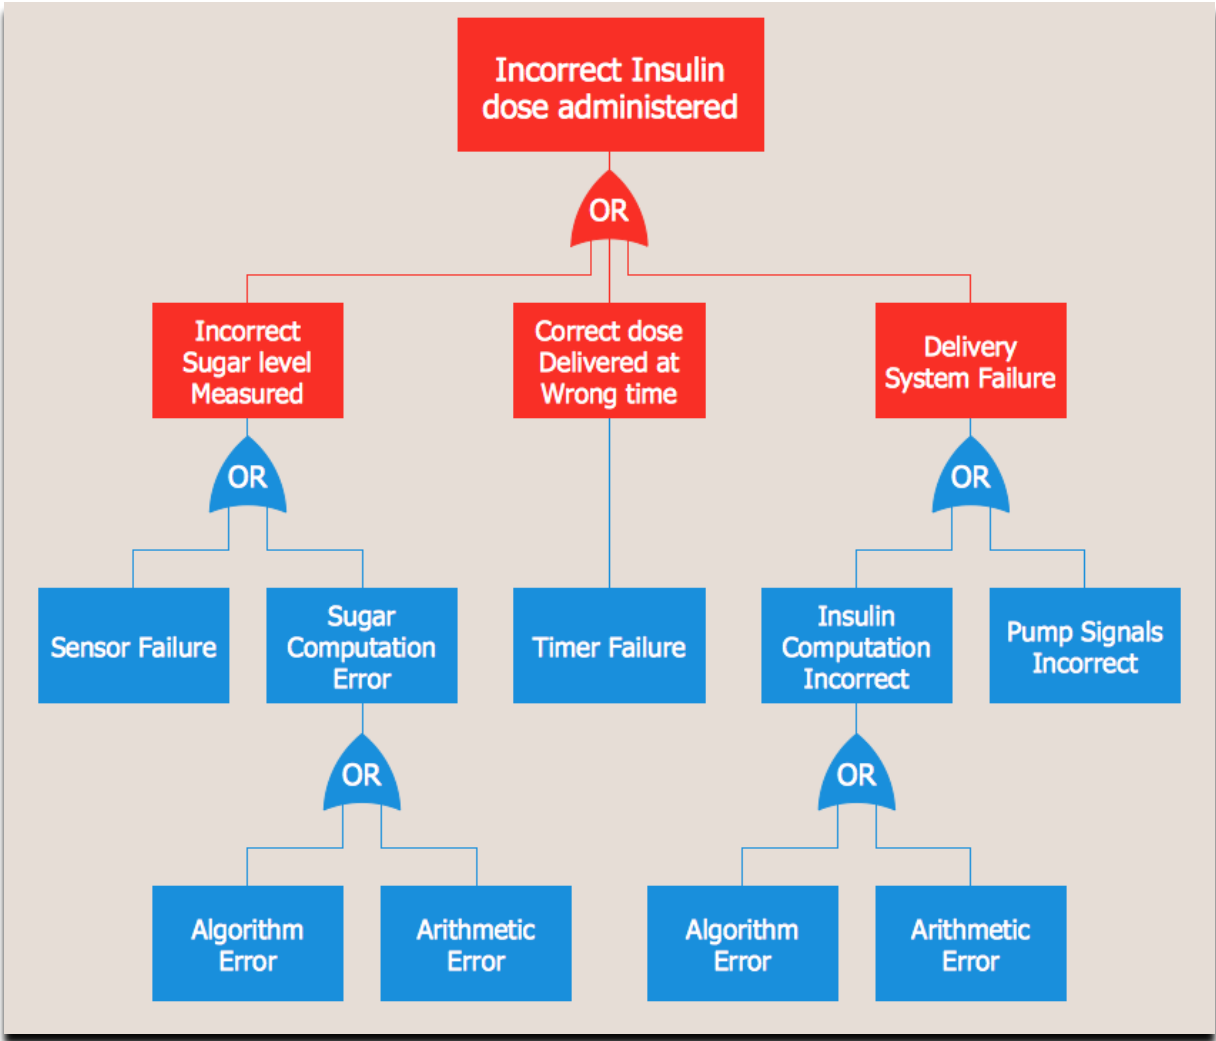 Incorrect Insulin
dose administered
OR
Incorrect
Sugar level
Measured
Correct dose
Delivered at
Wrong time
Delivery
System Failure
OR
OR
Sensor Failure
Sugar
Computation
Error
Timer Failure
Insulin
Computation
Incorrect
Pump Signals
Incorrect
OR
OR
Algorithm
Error
Arithmetic
Error
Algorithm
Error
Arithmetic
Error